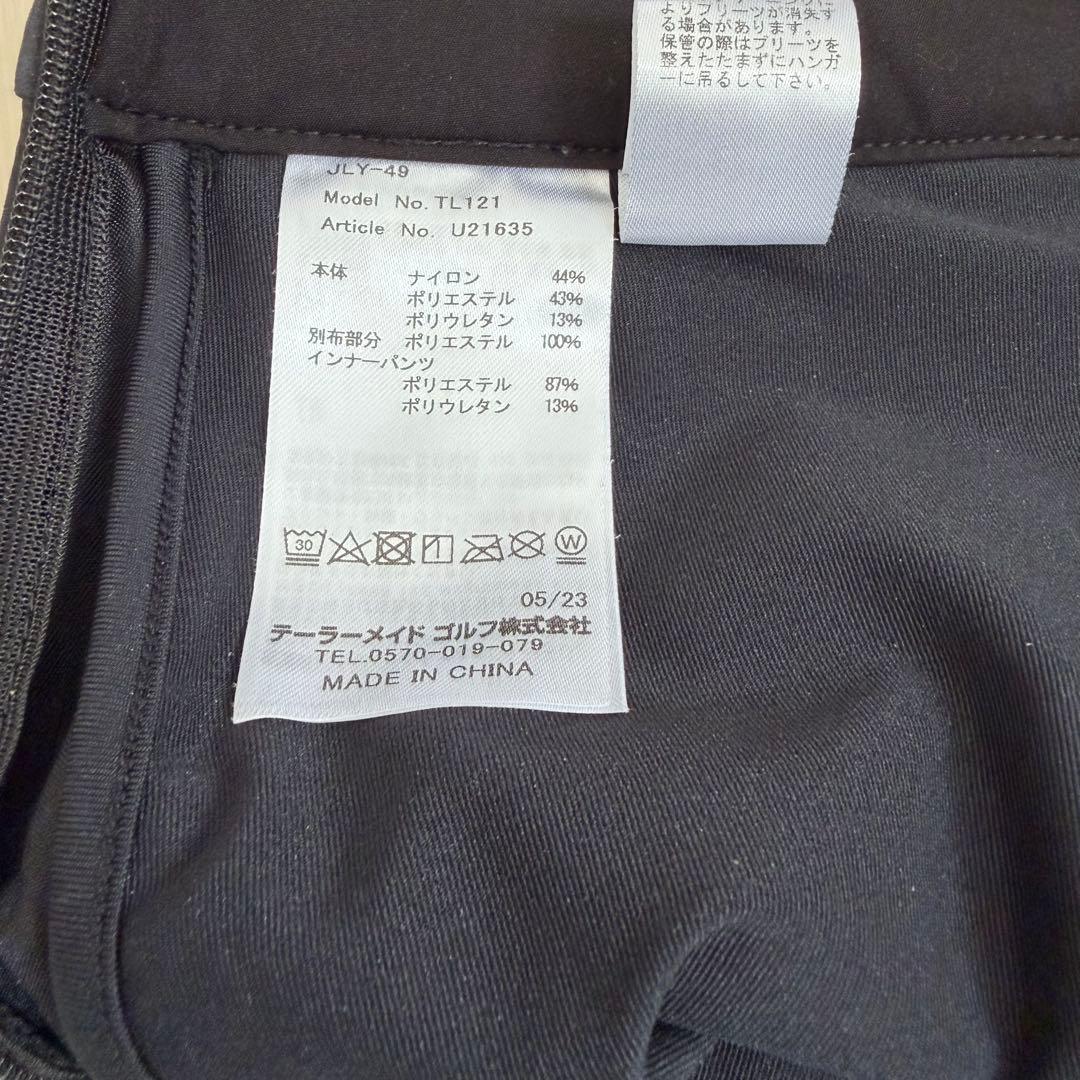 よりプリーツが消失す
る場合があります。
保管の際はプリーツを
整えたたまずにハンガ
ーに吊るして下さい。
JLY-49
Model No. TL121
Article No. U21635
本体 ナイロン 44%
ポリエステル 43%
ポリウレタン 13%
別布部分 ポリエステル 100%
インナーパンツ
ポリエステル 87%
ポリウレタン 13%
30
W
05/23
テーラーメイド ゴルフ株式会社
TEL.0570-019-079
MADE IN CHINA